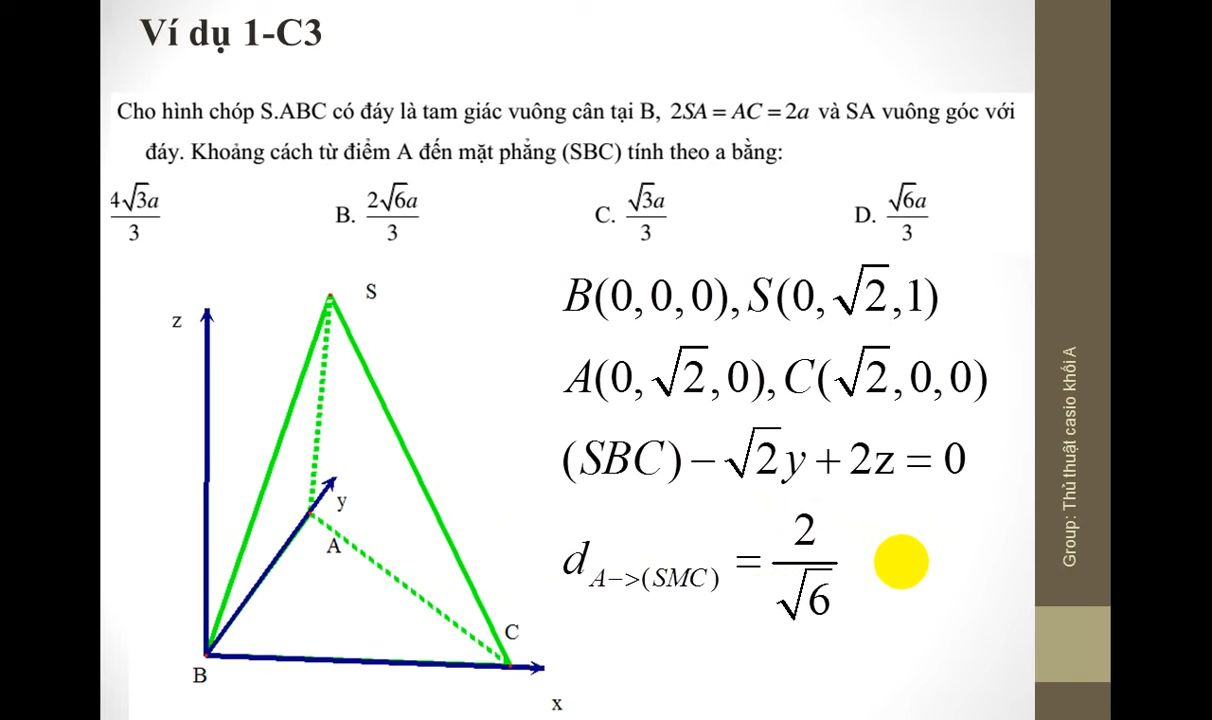 Ví dụ 1-C3
Cho hình chóp S.ABC có đáy là tam giác vuông cân tại B, 2SA = AC = 2a và SA vuông góc với
đáy. Khoảng cách từ điểm A đến mặt phẳng (SBC) tính theo a bằng:
4√3a/3 B. 2√6a/3 C. √3a/3 D. √6a/3
S
z
y
A
C
B
x
B(0,0,0), S(0,√2,1)
A(0,√2,0), C(√2,0,0)
(SBC) −√2y + 2z = 0
d A->(SMC) = 2/√6
Group: Thủ thuật casio khối A